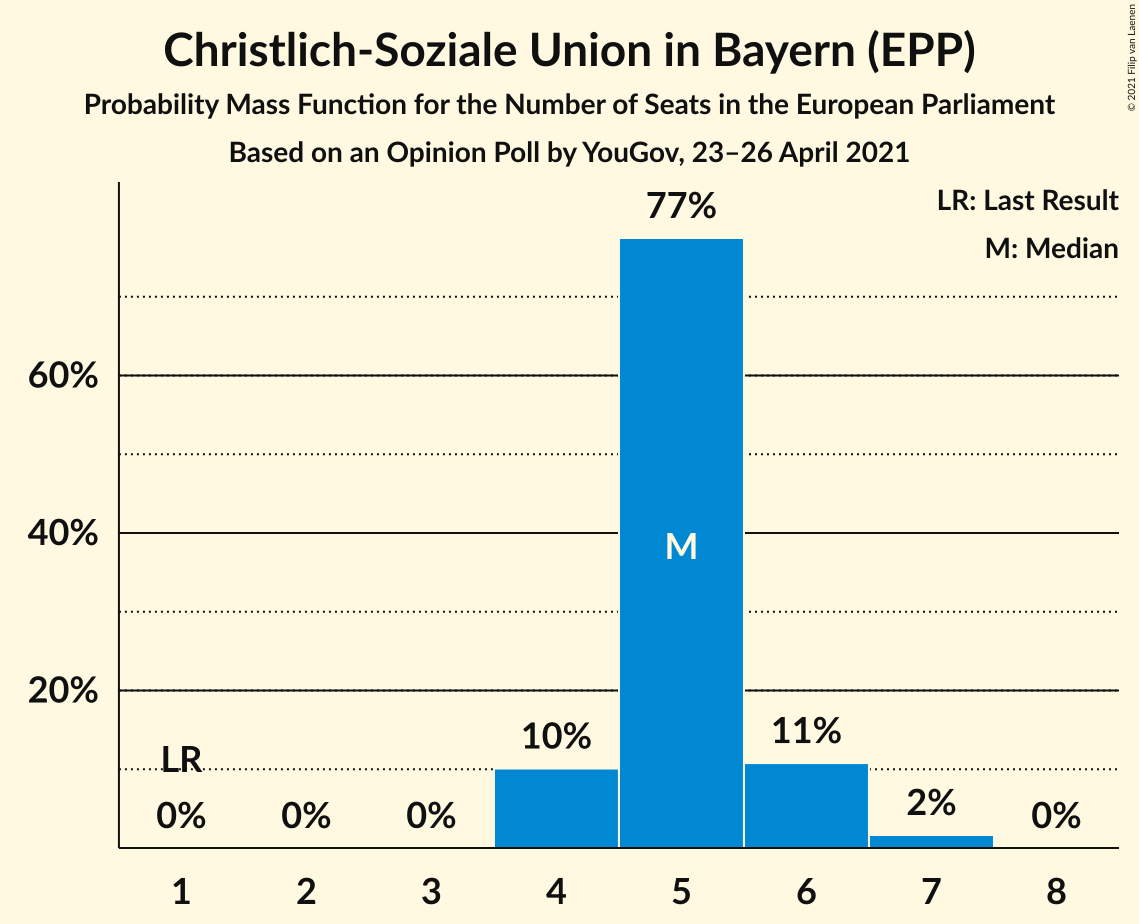 Christlich-Soziale Union in Bayern (EPP)
Probability Mass Function for the Number of Seats in the European Parliament
Based on an Opinion Poll by YouGov, 23–26 April 2021
© 2021 Filip van Laenen
LR: Last Result
M: Median
77%
60%
40%
M
20%
LR
10%
11%
0%
0%
0%
2%
0%
1
2
3
4
5
6
7
8